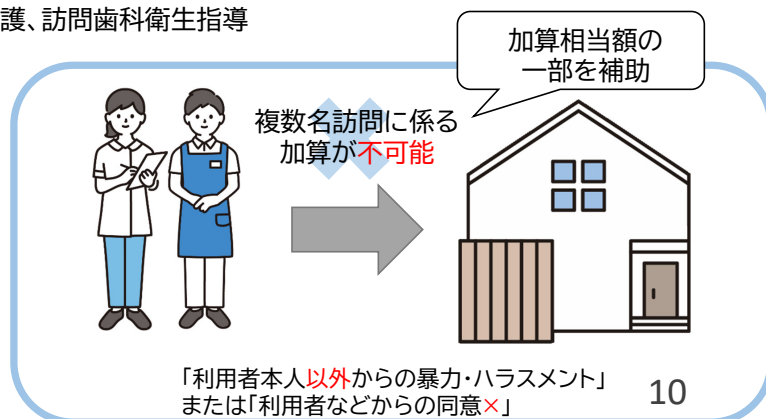 護、訪問歯科衛生指導
加算相当額の
一部を補助
複数名訪問に係る
加算が不可能
「利用者本人以外からの暴力・ハラスメント」
または「利用者などからの同意×」
10